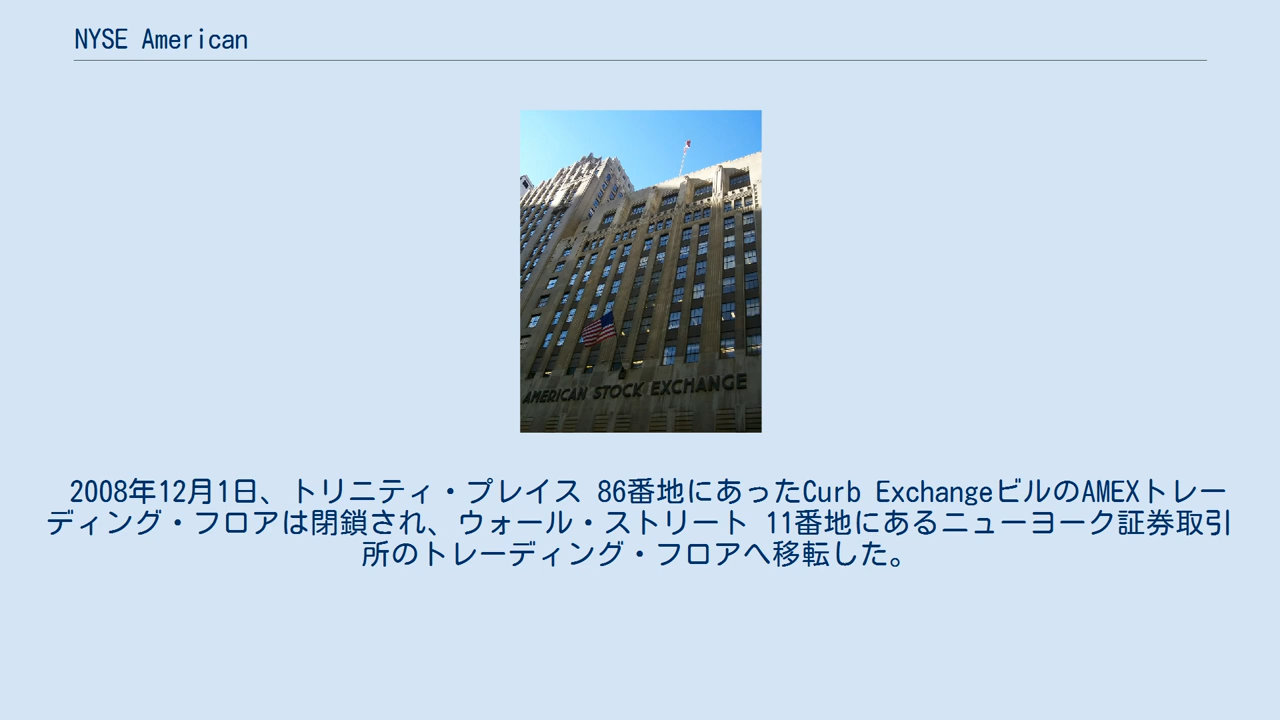 NYSE American
AMERICAN STOCK EXCHANGE
2008年12月1日、トリニティ・プレイス 86番地にあったCurb ExchangeビルのAMEXトレー
ディング・フロアは閉鎖され、ウォール・ストリート 11番地にあるニューヨーク証券取引
所のトレーディング・フロアへ移転した。